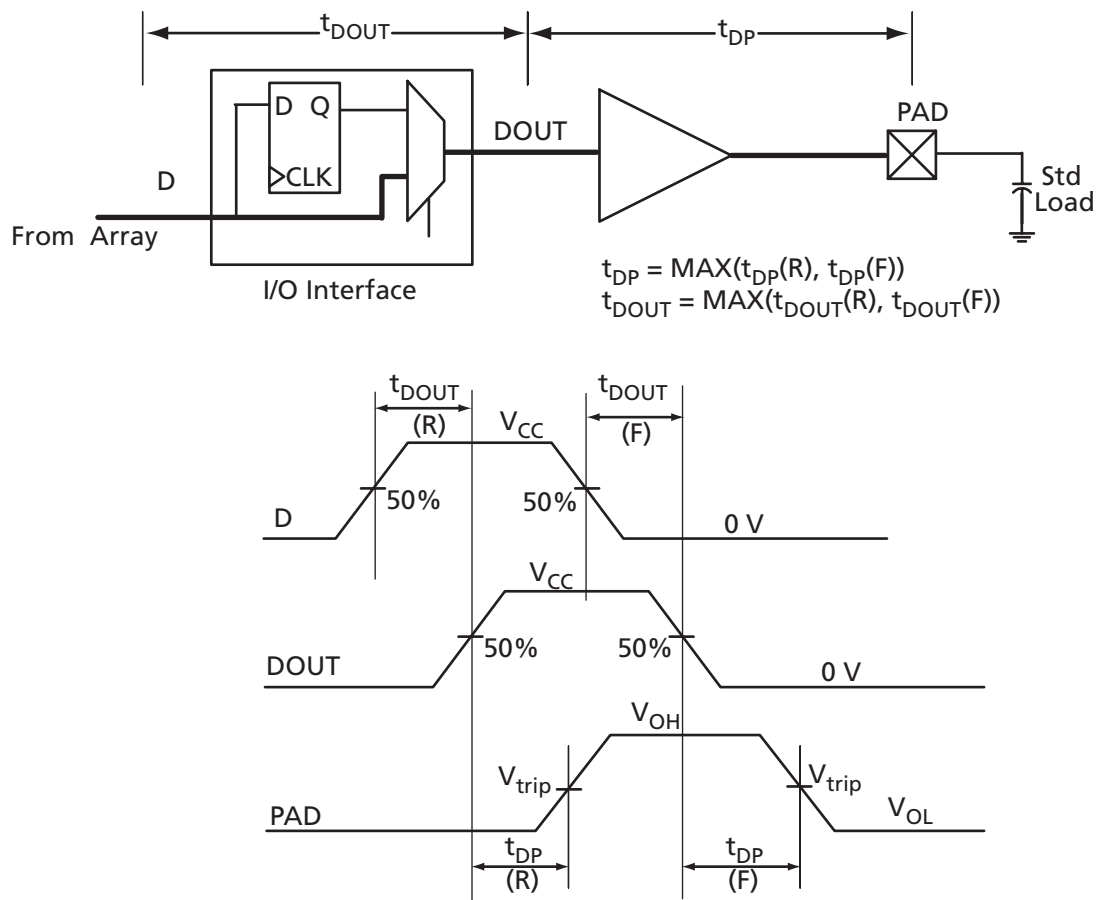 tDOUT
tDP
D Q
CLK
D
From Array
I/O Interface
DOUT
PAD
Std
Load
tDP = MAX(tDP(R), tDP(F))
tDOUT = MAX(tDOUT(R), tDOUT(F))
tDOUT
(R)
tDOUT
(F)
VCC
50%
50%
D
0 V
VCC
50%
50%
DOUT
0 V
VOH
Vtrip
Vtrip
PAD
VOL
tDP
(R)
tDP
(F)